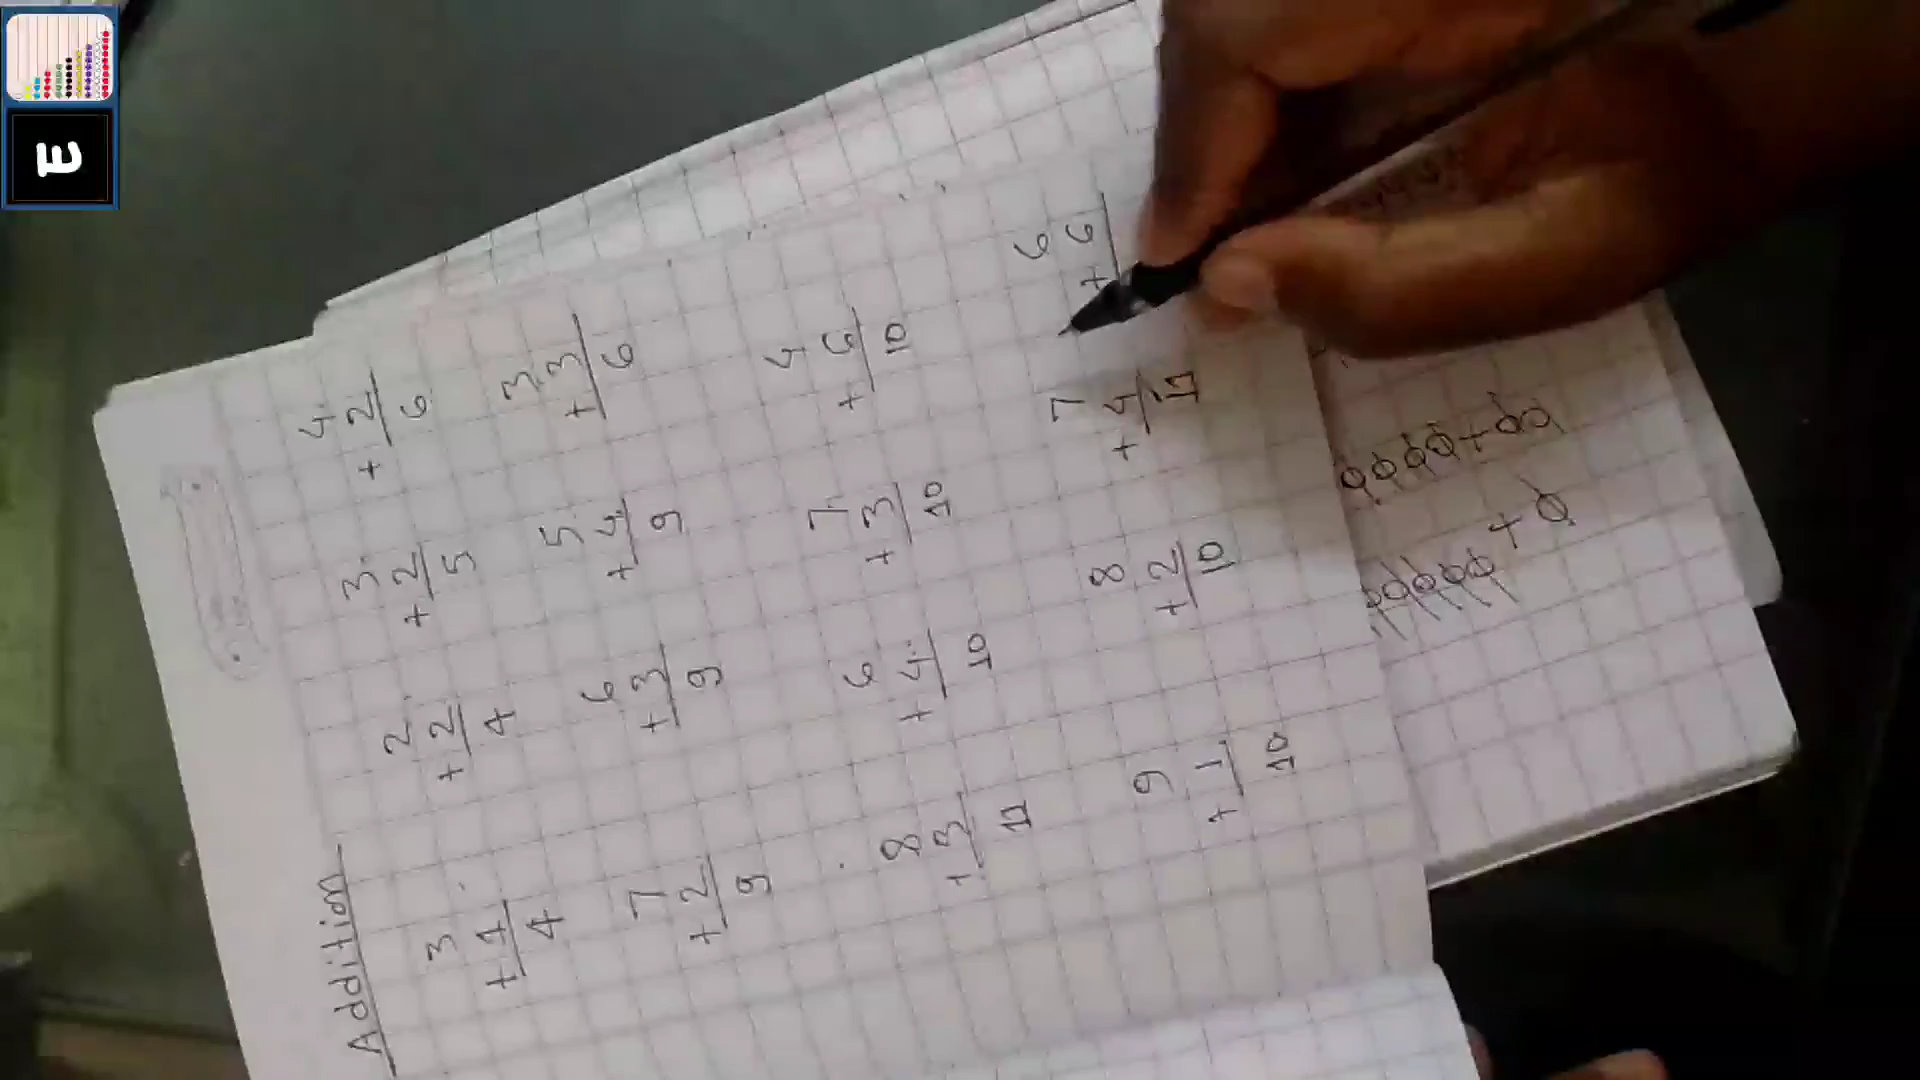 Addition
3 2 3 4
+1 +2 +2 +2
4 4 5 6
7 6 5 3
+2 +3 +4 +3
9 9 9 6
8 6 7 4
+3 +4 +3 +6
11 10 10 10
9 8 7 6
+1 +2 +4 +6
10 10